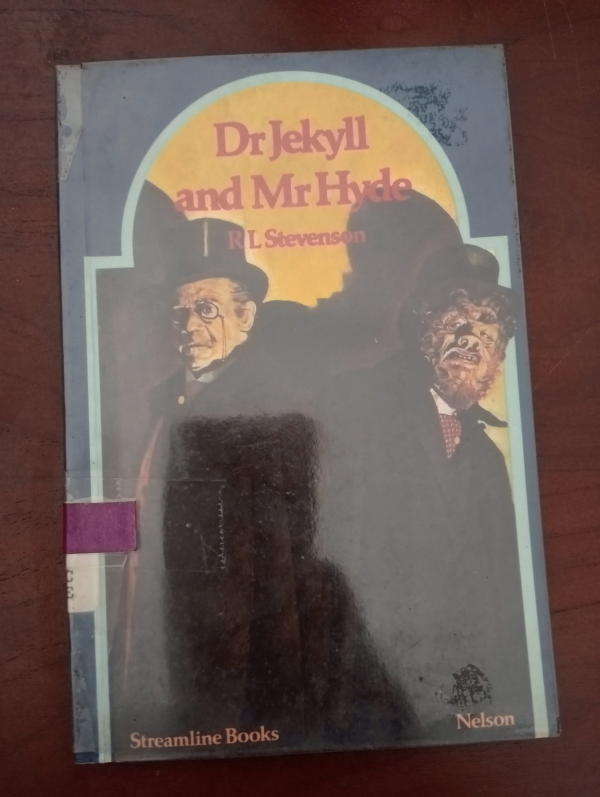 Dr Jekyll
and Mr Hyde
R L Stevenson
Streamline Books
Nelson